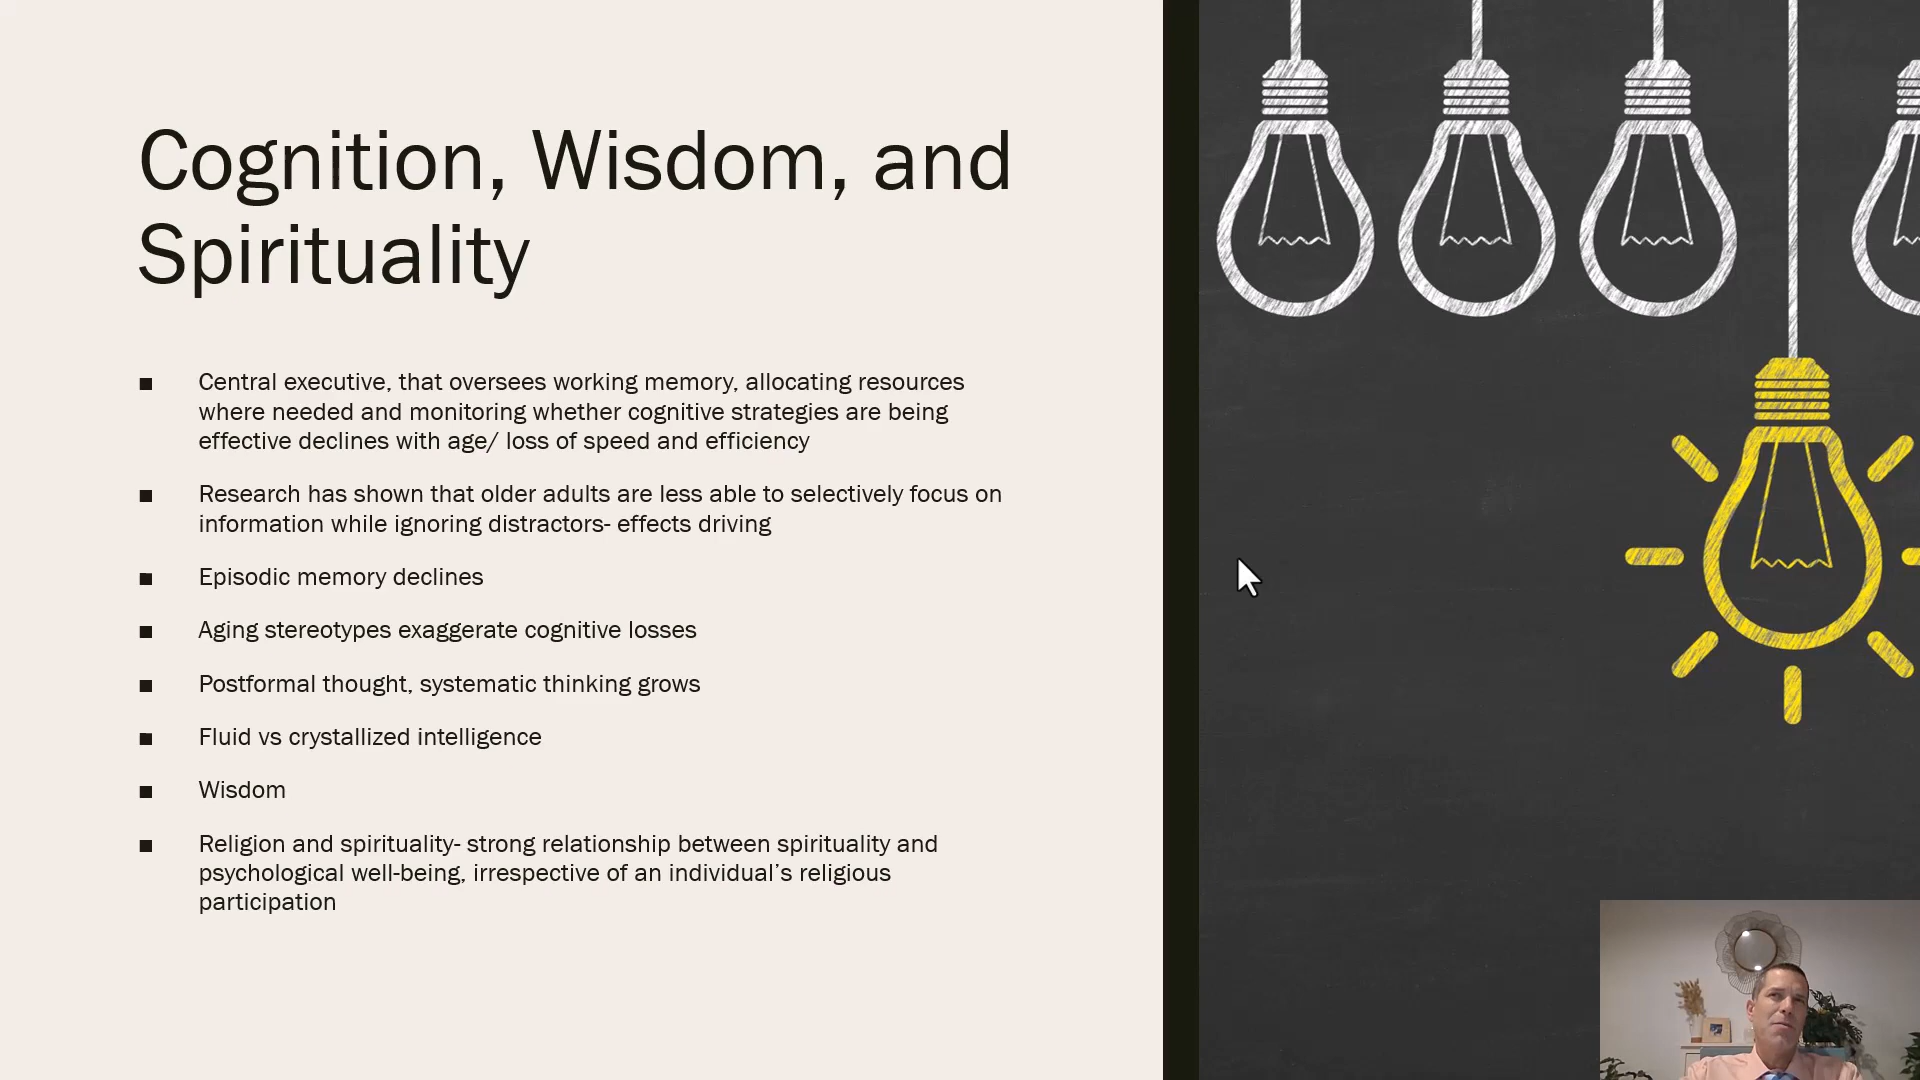 Cognition, Wisdom, and
Spirituality
■ Central executive, that oversees working memory, allocating resources
where needed and monitoring whether cognitive strategies are being
effective declines with age/ loss of speed and efficiency
■ Research has shown that older adults are less able to selectively focus on
information while ignoring distractors- effects driving
■ Episodic memory declines
■ Aging stereotypes exaggerate cognitive losses
■ Postformal thought, systematic thinking grows
■ Fluid vs crystallized intelligence
■ Wisdom
■ Religion and spirituality- strong relationship between spirituality and
psychological well-being, irrespective of an individual’s religious
participation